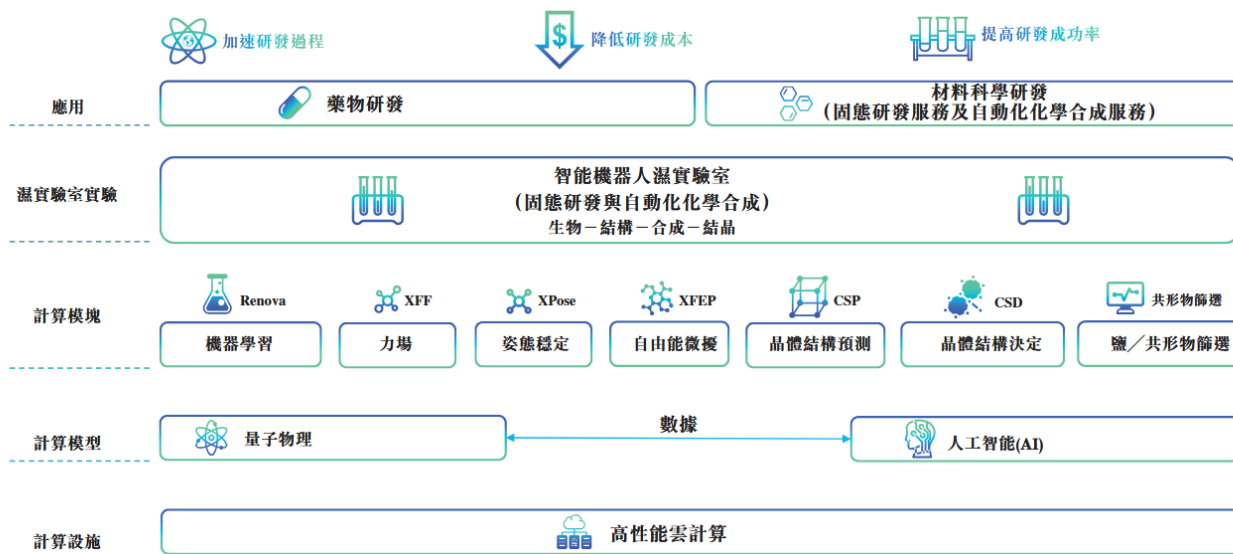 加速研發過程
降低研發成本
提高研發成功率
應用
藥物研發
材料科學研發
(固態研發服務及自動化化學合成服務)
濕實驗室實驗
智能機器人濕實驗室
(固態研發與自動化化學合成)
生物－結構－合成－結晶
計算模塊
Renova
XFF
XPose
XFEP
CSP
CSD
共形物篩選
機器學習
力場
姿態穩定
自由能微擾
晶體結構預測
晶體結構決定
鹽／共形物篩選
計算模型
量子物理
數據
人工智能(AI)
計算設施
高性能雲計算